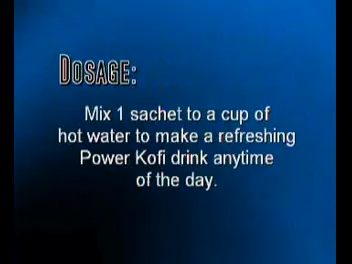 DOSAGE:
Mix 1 sachet to a cup of
hot water to make a refreshing
Power Kofi drink anytime
of the day.